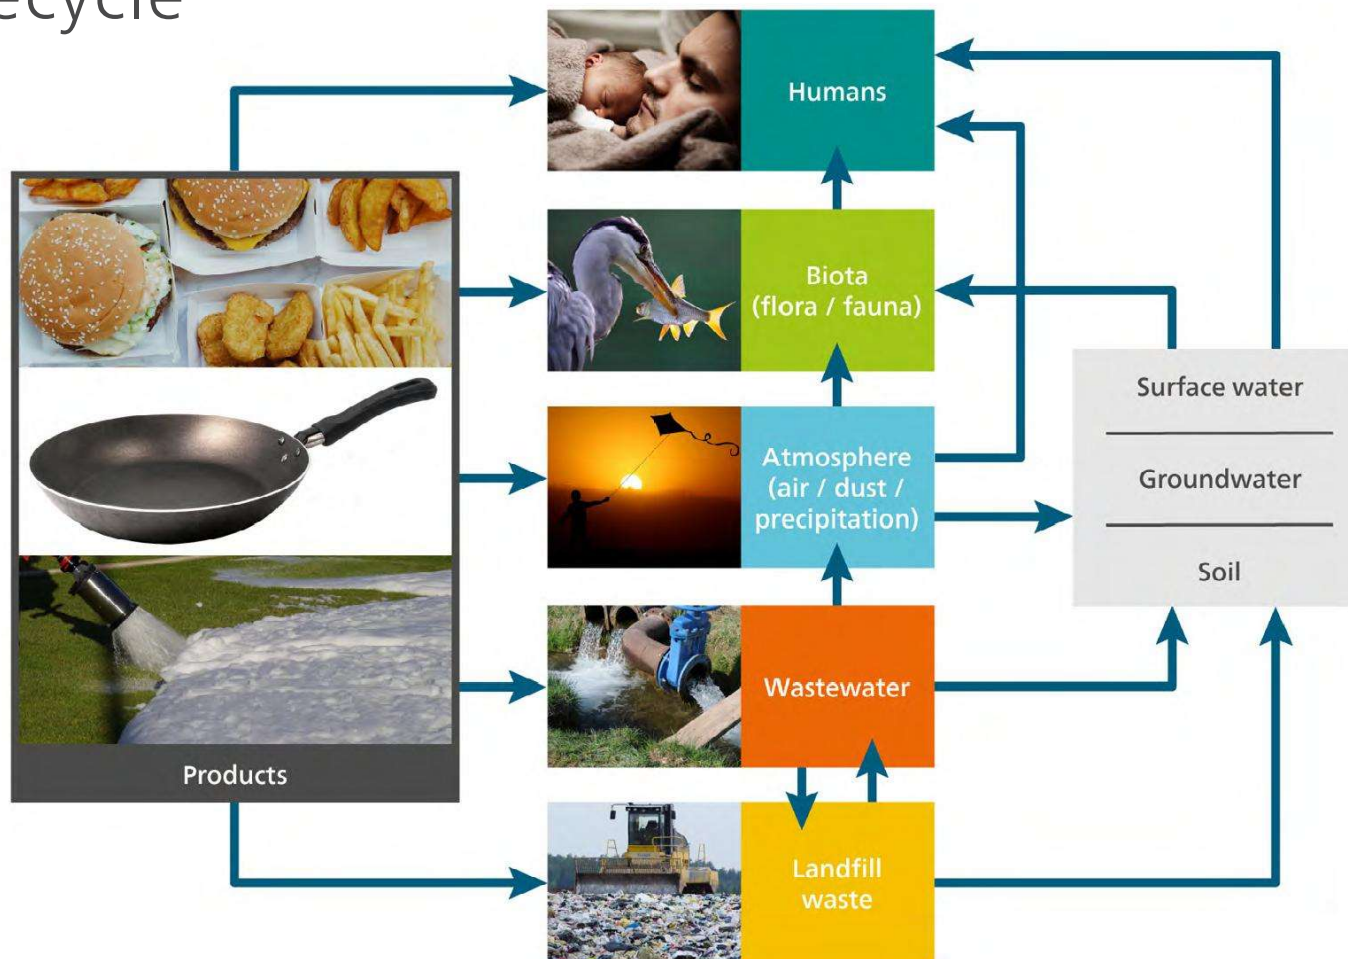 Humans
Biota
(flora / fauna)
Atmosphere
(air / dust /
precipitation)
Surface water
Groundwater
Soil
Wastewater
Products
Landfill
waste